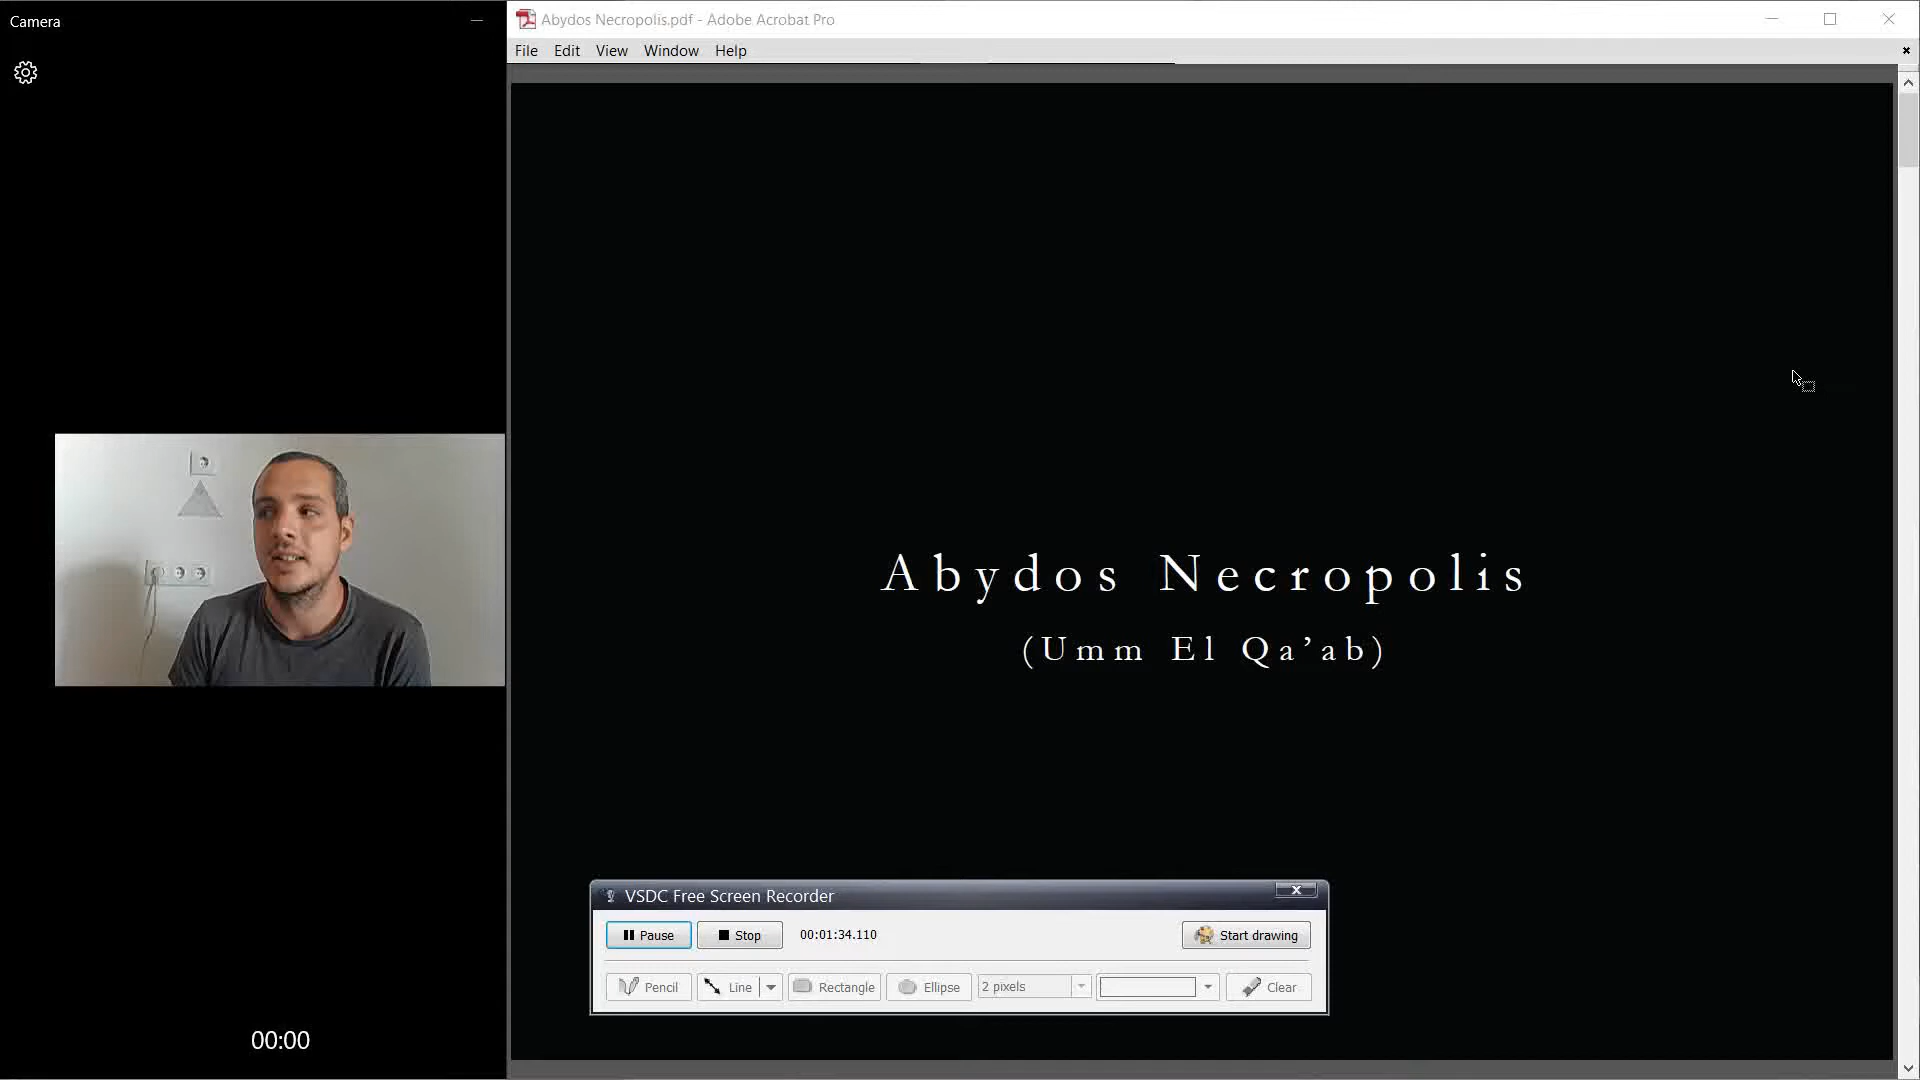 Camera
Abydos Necropolis.pdf - Adobe Acrobat Pro
File Edit View Window Help
Abydos Necropolis
(Umm El Qa’ab)
VSDC Free Screen Recorder
Pause Stop 00:01:34.110 Start drawing
Pencil Line Rectangle Ellipse 2 pixels Clear
00:00